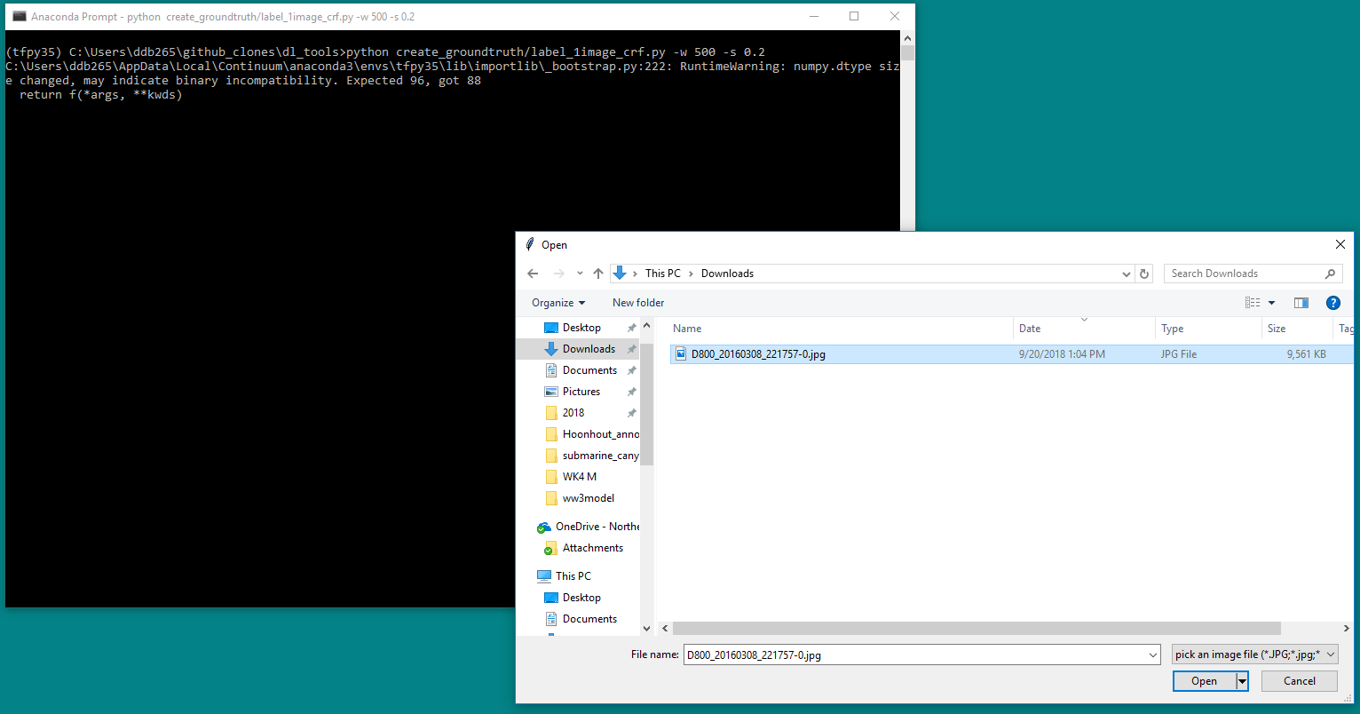 Anaconda Prompt - python  create_groundtruth/label_1image_crf.py -w 500 -s 0.2
(tfpy35) C:\Users\ddb265\github_clones\dl_tools>python create_groundtruth/label_1image_crf.py -w 500 -s 0.2
C:\Users\ddb265\AppData\Local\Continuum\anaconda3\envs\tfpy35\lib\importlib\_bootstrap.py:222: RuntimeWarning: numpy.dtype siz
e changed, may indicate binary incompatibility. Expected 96, got 88
  return f(*args, **kwds)
Open
This PC > Downloads
Search Downloads
Organize
New folder
?
Name Date Type Size Tag
D800_20160308_221757-0.jpg 9/20/2018 1:04 PM JPG File 9,561 KB
Desktop
Downloads
Documents
Pictures
2018
Hoonhout_anno
submarine_cany
WK4 M
ww3model
OneDrive - Northe
Attachments
This PC
Desktop
Documents
File name: D800_20160308_221757-0.jpg
pick an image file (*.JPG;*.jpg;*
Open
Cancel